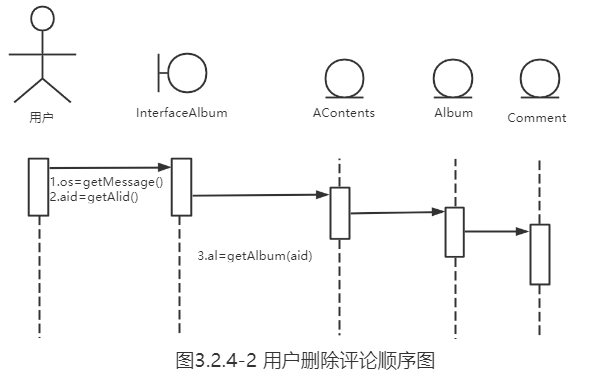 用户
InterfaceAlbum
AContents
Album
Comment
1.os=getMessage()
2.aid=getAlid()
3.al=getAlbum(aid)
图3.2.4-2 用户删除评论顺序图